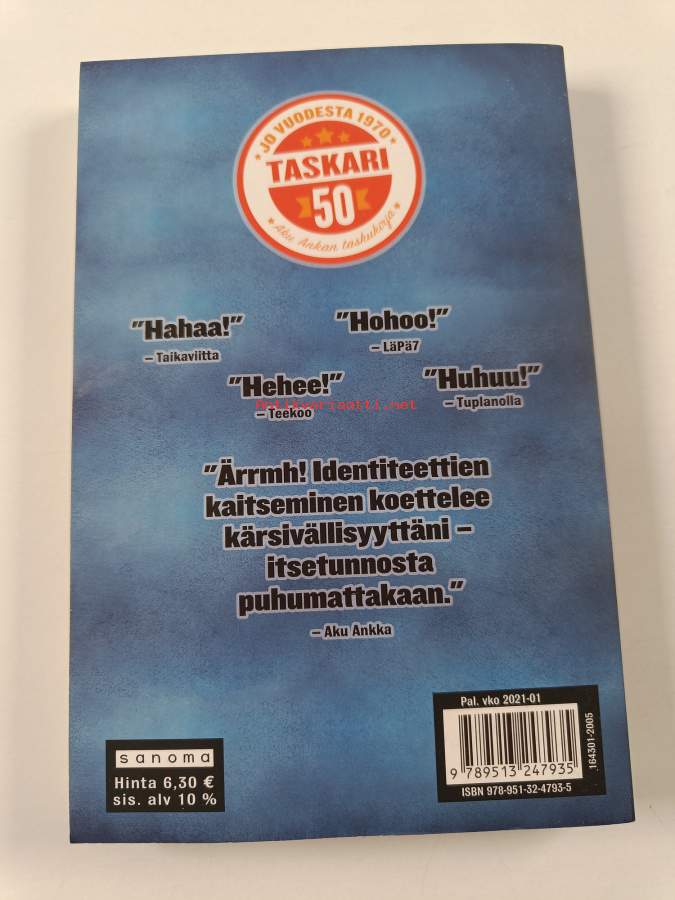 JO VUODESTA 1970
TASKARI
50
Aku Ankan taskukirja
"Hahaa!"
– Taikaviitta
"Hohoo!"
– LäPä7
"Hehee!"
– Teekoo
"Huhuu!"
– Tuplanolla
Antikvariaatti.net
"Ärrmh! Identiteettien
kaitseminen koettelee
kärsivällisyyttäni –
itsetunnosta
puhumattakaan."
– Aku Ankka
sanoma
Hinta 6,30 €
sis. alv 10 %
Pal. vko 2021-01
9 789513 247935
ISBN 978-951-32-4793-5
164301-2005